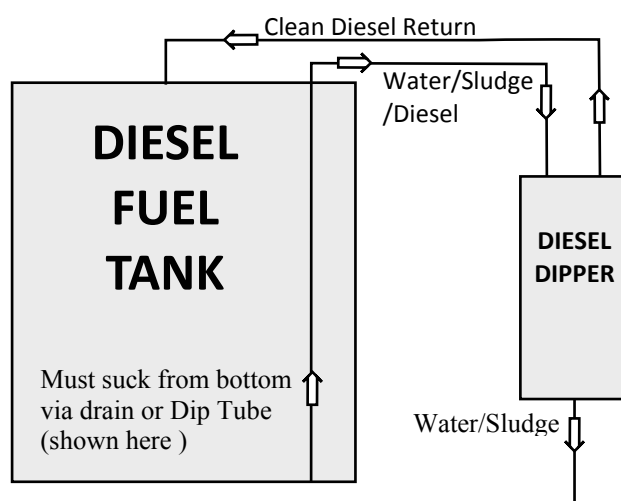 Clean Diesel Return
Water/Sludge
/Diesel
DIESEL
FUEL
TANK
DIESEL
DIPPER
Must suck from bottom
via drain or Dip Tube
(shown here )
Water/Sludge